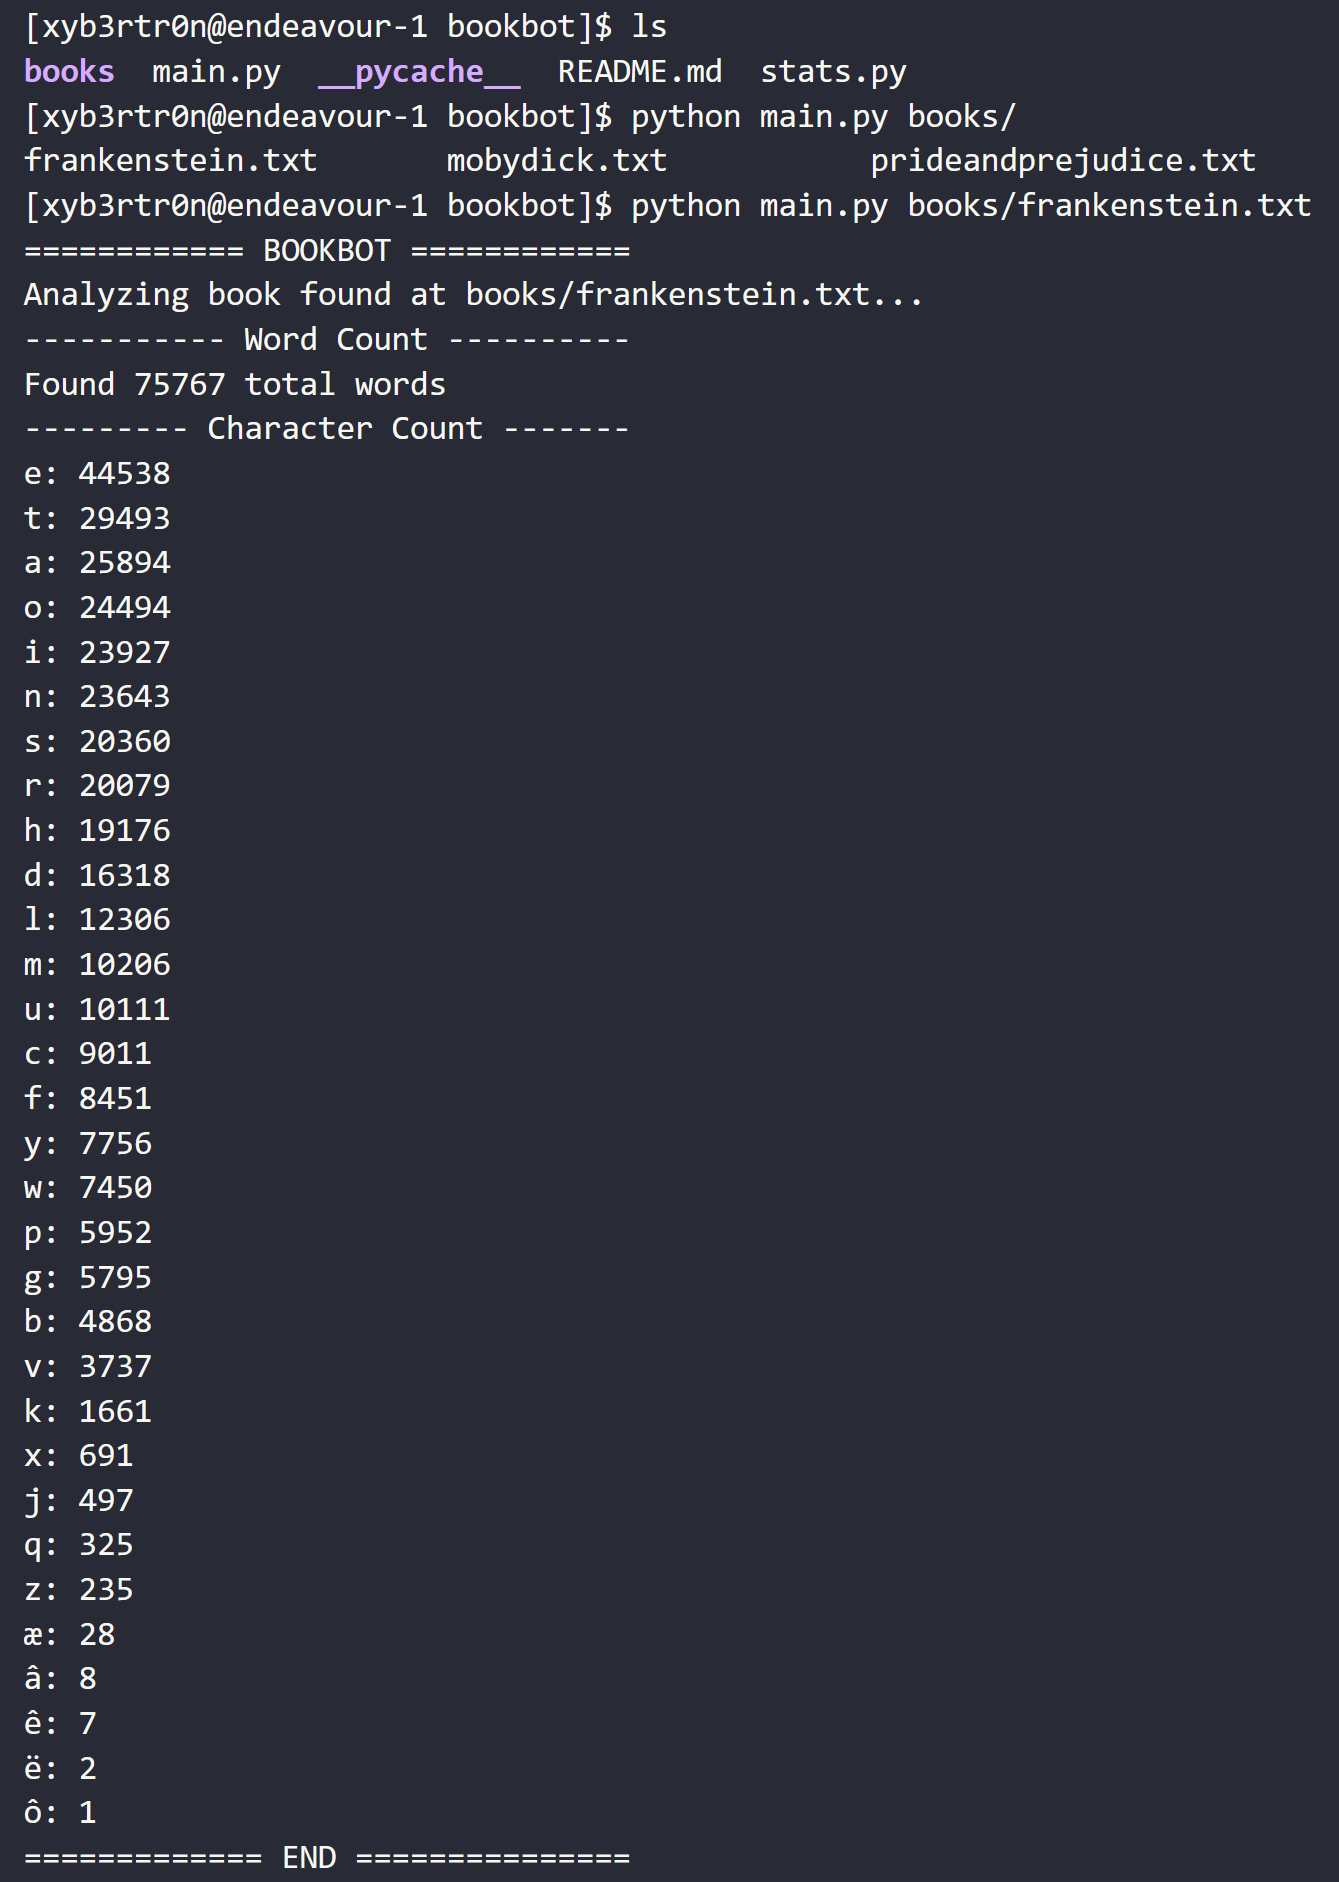 [xyb3rtr0n@endeavour-1 bookbot]$ ls
books  main.py  __pycache__  README.md  stats.py
[xyb3rtr0n@endeavour-1 bookbot]$ python main.py books/
frankenstein.txt       mobydick.txt           prideandprejudice.txt
[xyb3rtr0n@endeavour-1 bookbot]$ python main.py books/frankenstein.txt
============ BOOKBOT ============
Analyzing book found at books/frankenstein.txt...
----------- Word Count ----------
Found 75767 total words
--------- Character Count -------
e: 44538
t: 29493
a: 25894
o: 24494
i: 23927
n: 23643
s: 20360
r: 20079
h: 19176
d: 16318
l: 12306
m: 10206
u: 10111
c: 9011
f: 8451
y: 7756
w: 7450
p: 5952
g: 5795
b: 4868
v: 3737
k: 1661
x: 691
j: 497
q: 325
z: 235
æ: 28
â: 8
ê: 7
ë: 2
ô: 1
============= END ===============